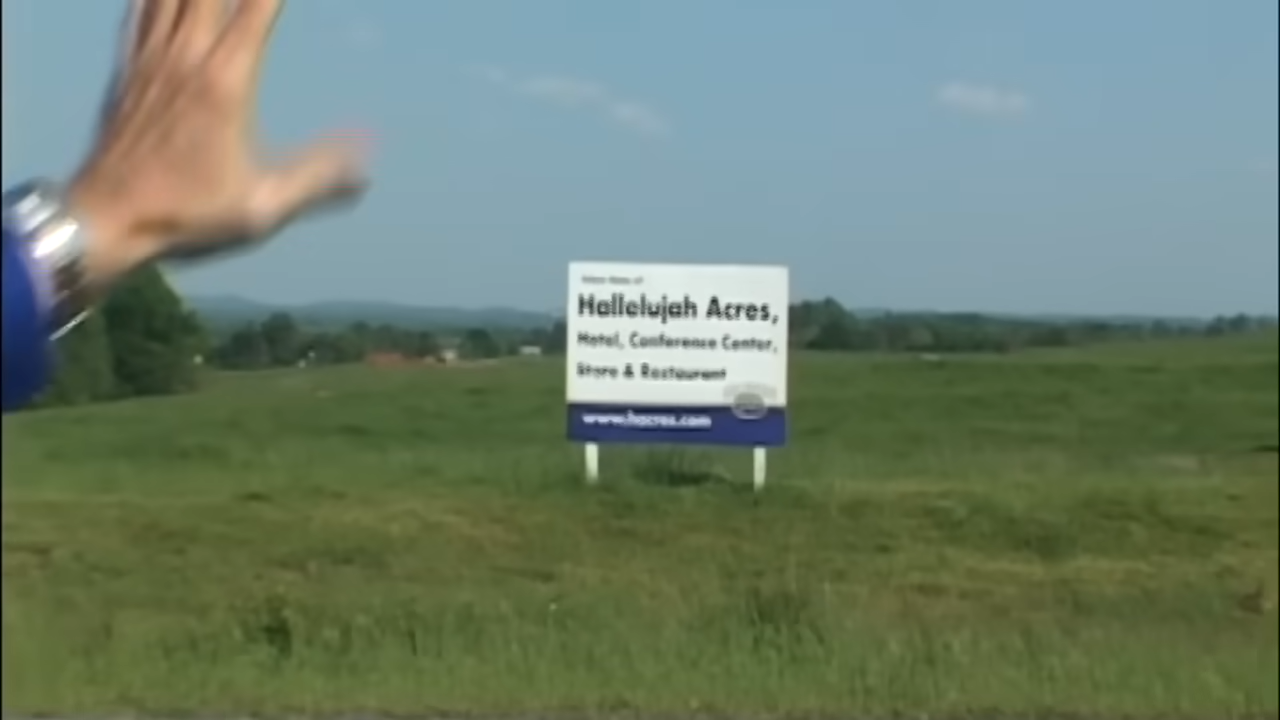 Hallelujah Acres,
Hotel, Conference Center,
Store & Restaurant
www.hacres.com